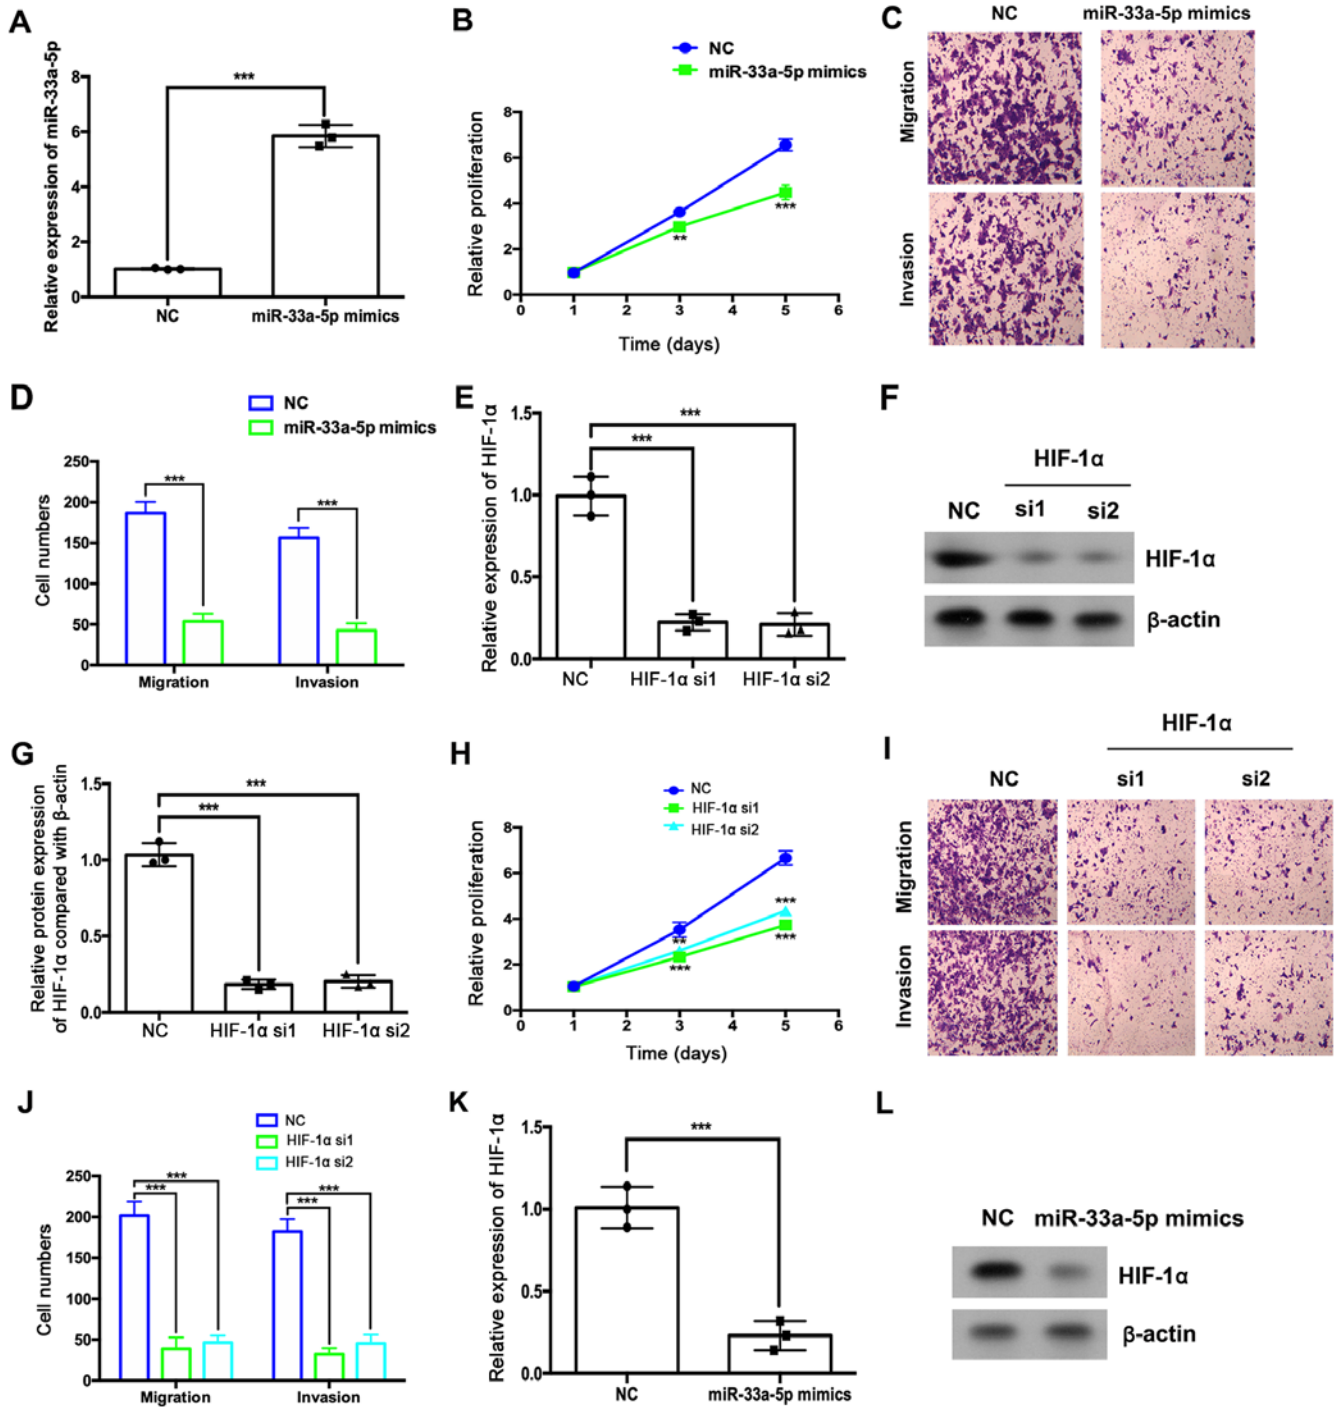 A
Relative expression of miR-33a-5p
8
6
4
2
0
***
NC
miR-33a-5p mimics
B
NC
miR-33a-5p mimics
Relative proliferation
8
6
4
2
0
**
***
0 1 2 3 4 5 6
Time (days)
C
NC
miR-33a-5p mimics
Migration
Invasion
D
NC
miR-33a-5p mimics
Cell numbers
250
200
150
100
50
0
***
***
Migration
Invasion
E
Relative expression of HIF-1α
1.5
1.0
0.5
0.0
***
***
NC
HIF-1α si1
HIF-1α si2
F
HIF-1α
NC
si1
si2
HIF-1α
β-actin
G
Relative protein expression
of HIF-1α compared with β-actin
1.5
1.0
0.5
0.0
***
***
NC
HIF-1α si1
HIF-1α si2
H
NC
HIF-1α si1
HIF-1α si2
Relative proliferation
8
6
4
2
0
**
***
***
***
0 1 2 3 4 5 6
Time (days)
I
HIF-1α
NC
si1
si2
Migration
Invasion
J
NC
HIF-1α si1
HIF-1α si2
Cell numbers
250
200
150
100
50
0
***
***
***
***
Migration
Invasion
K
Relative expression of HIF-1α
1.5
1.0
0.5
0.0
***
NC
miR-33a-5p mimics
L
NC
miR-33a-5p mimics
HIF-1α
β-actin